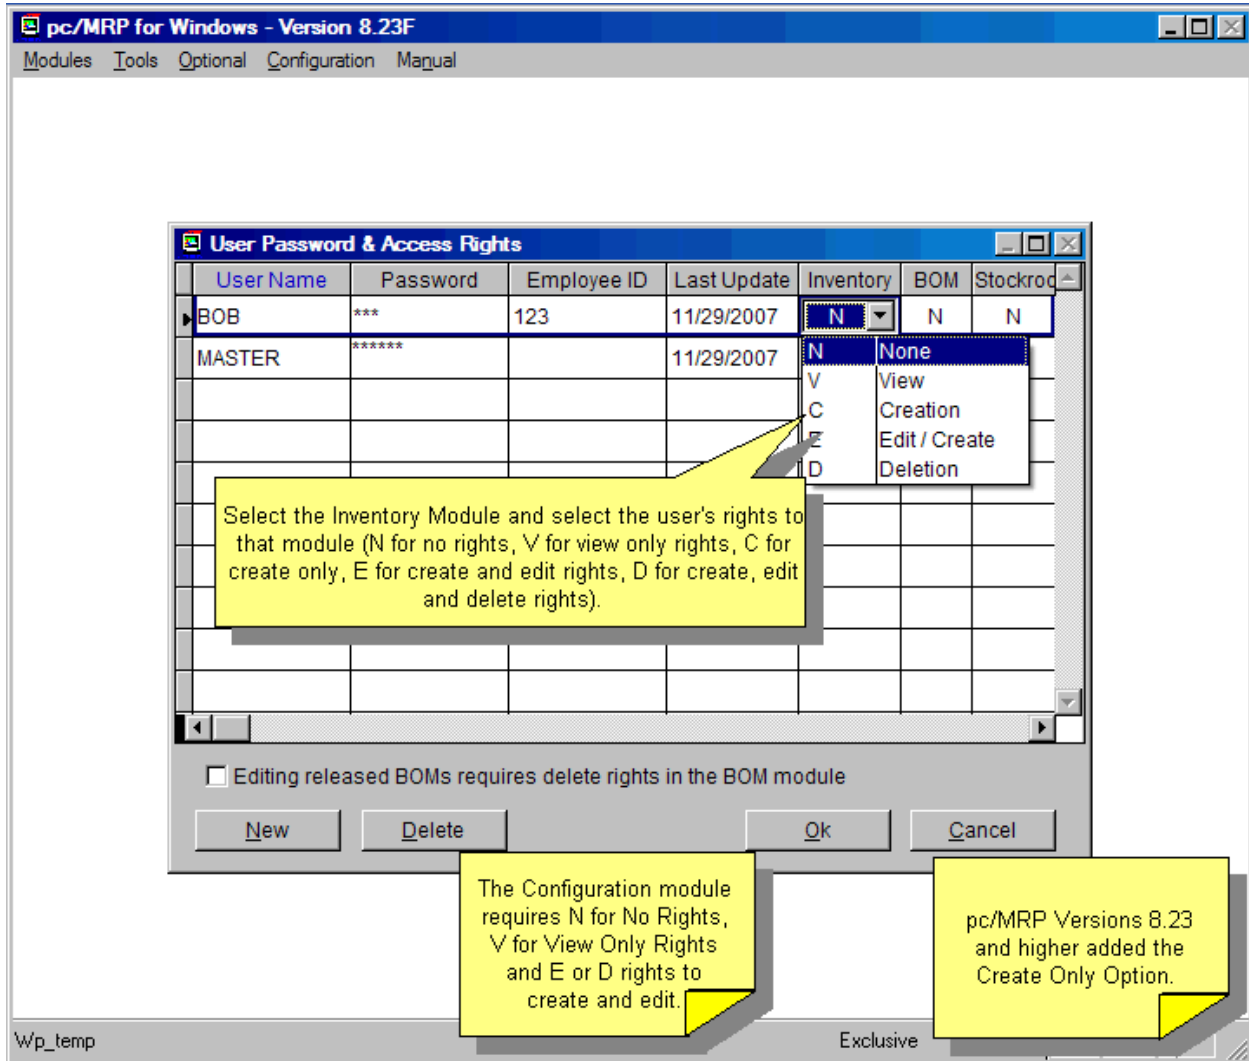 pc/MRP for Windows - Version 8.23F
Modules Tools Optional Configuration Manual
User Password & Access Rights
User Name Password Employee ID Last Update Inventory BOM Stockroo
BOB *** 123 11/29/2007 N N N
MASTER ****** 11/29/2007
N None
V View
C Creation
E Edit / Create
D Deletion
Select the Inventory Module and select the user's rights to
that module (N for no rights, V for view only rights, C for
create only, E for create and edit rights, D for create, edit
and delete rights).
Editing released BOMs requires delete rights in the BOM module
New Delete Ok Cancel
The Configuration module
requires N for No Rights,
V for View Only Rights
and E or D rights to
create and edit.
pc/MRP Versions 8.23
and higher added the
Create Only Option.
Wp_temp Exclusive